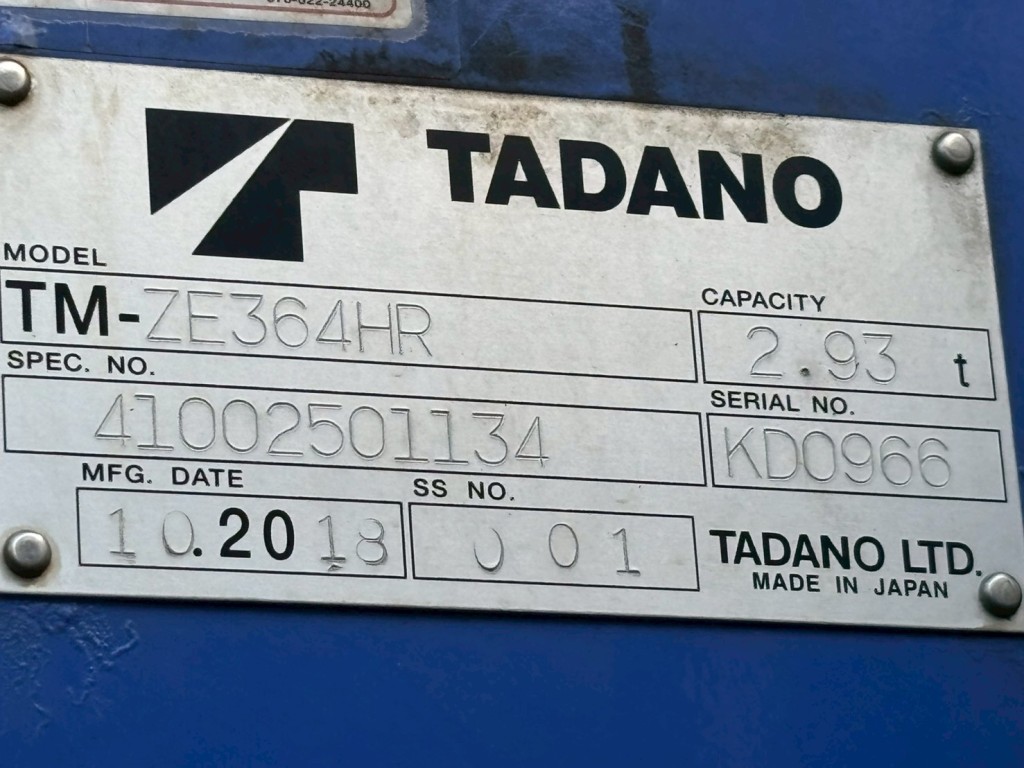 TADANO
MODEL
TM-ZE364HR
CAPACITY
2.93 t
SPEC. NO.
41002501134
SERIAL NO.
KD0966
MFG. DATE
10.2018
SS NO.
001
TADANO LTD.
MADE IN JAPAN